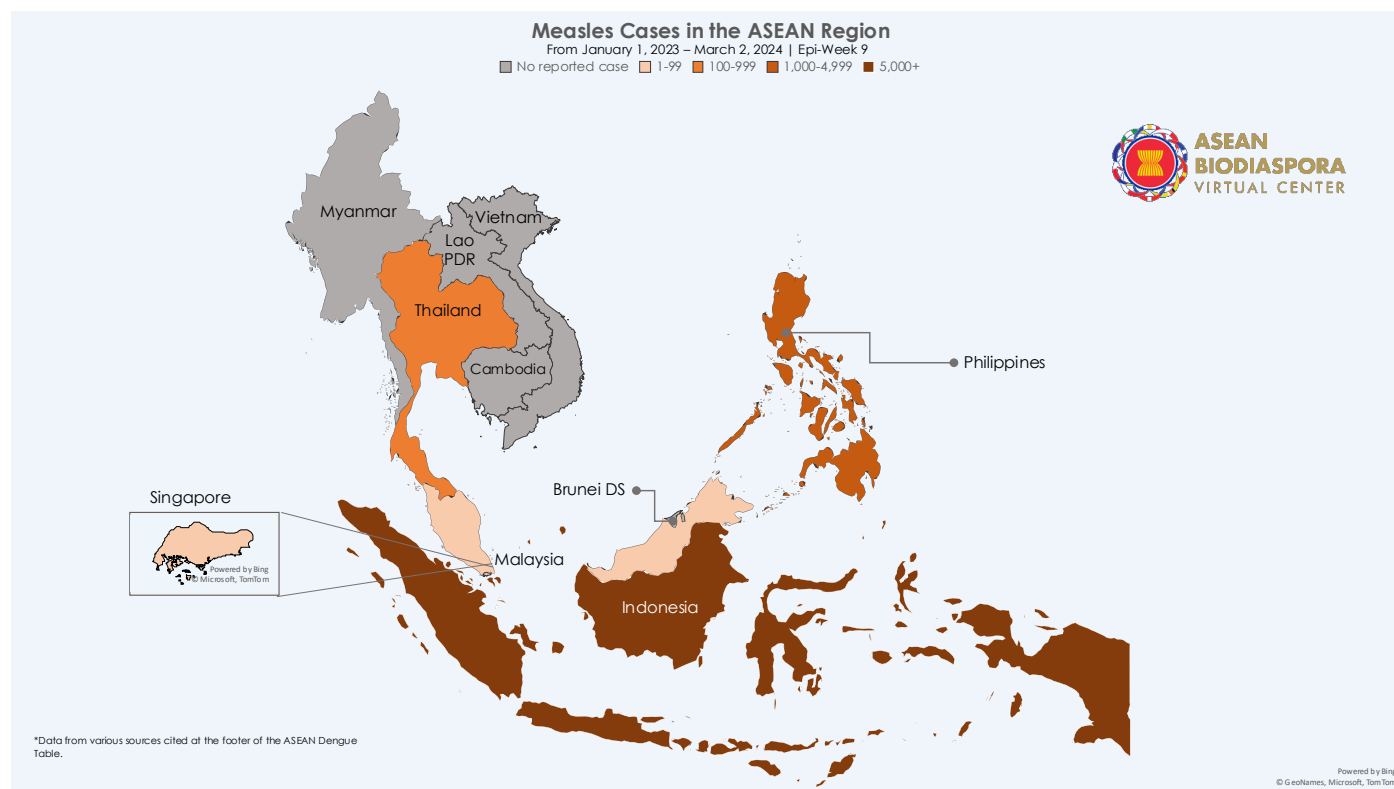 Measles Cases in the ASEAN Region
From January 1, 2023 – March 2, 2024 | Epi-Week 9
No reported case 1-99 100-999 1,000-4,999 5,000+
ASEAN
BIODIASPORA
VIRTUAL CENTER
Myanmar
Vietnam
Lao
PDR
Thailand
Cambodia
Philippines
Singapore
Brunei DS
Powered by Bing
© Microsoft, TomTom
Malaysia
Indonesia
*Data from various sources cited at the footer of the ASEAN Dengue
Table.
Powered by Bing
© GeoNames, Microsoft, TomTom